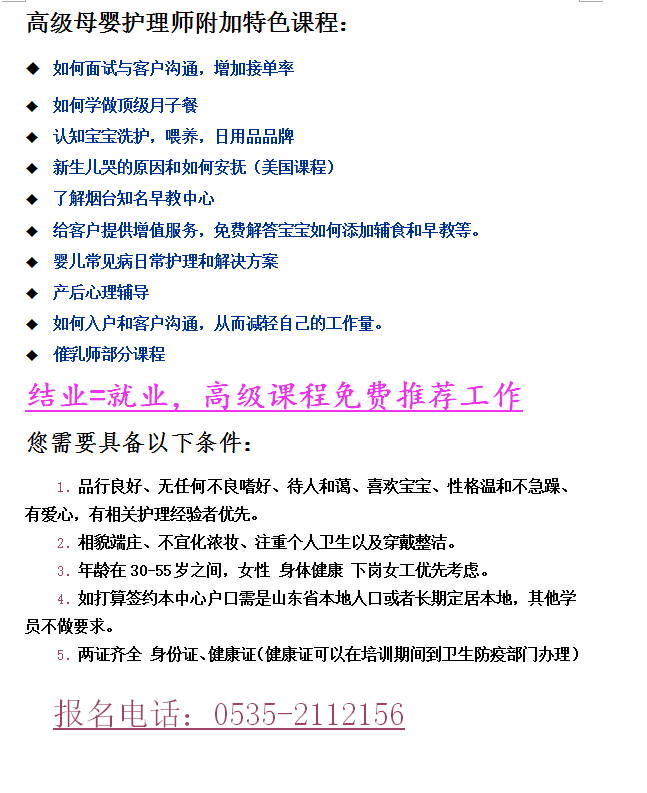 高级母婴护理师附加特色课程：
◆ 如何面试与客户沟通，增加接单率
◆ 如何学做顶级月子餐
◆ 认知宝宝洗护，喂养，日用品品牌
◆ 新生儿哭的原因和如何安抚（美国课程）
◆ 了解烟台知名早教中心
◆ 给客户提供增值服务，免费解答宝宝如何添加辅食和早教等。
◆ 婴儿常见病日常护理和解决方案
◆ 产后心理辅导
◆ 如何入户和客户沟通，从而减轻自己的工作量。
◆ 催乳师部分课程
结业=就业，高级课程免费推荐工作
您需要具备以下条件：
1. 品行良好、无任何不良嗜好、待人和蔼、喜欢宝宝、性格温和不急躁、
有爱心，有相关护理经验者优先。
2. 相貌端庄、不宜化浓妆、注重个人卫生以及穿戴整洁。
3. 年龄在 30-55 岁之间，女性 身体健康 下岗女工优先考虑。
4. 如打算签约本中心户口需是山东省本地人口或者长期定居本地，其他学
员不做要求。
5. 两证齐全 身份证、健康证（健康证可以在培训期间到卫生防疫部门办理）
报名电话：0535-2112156